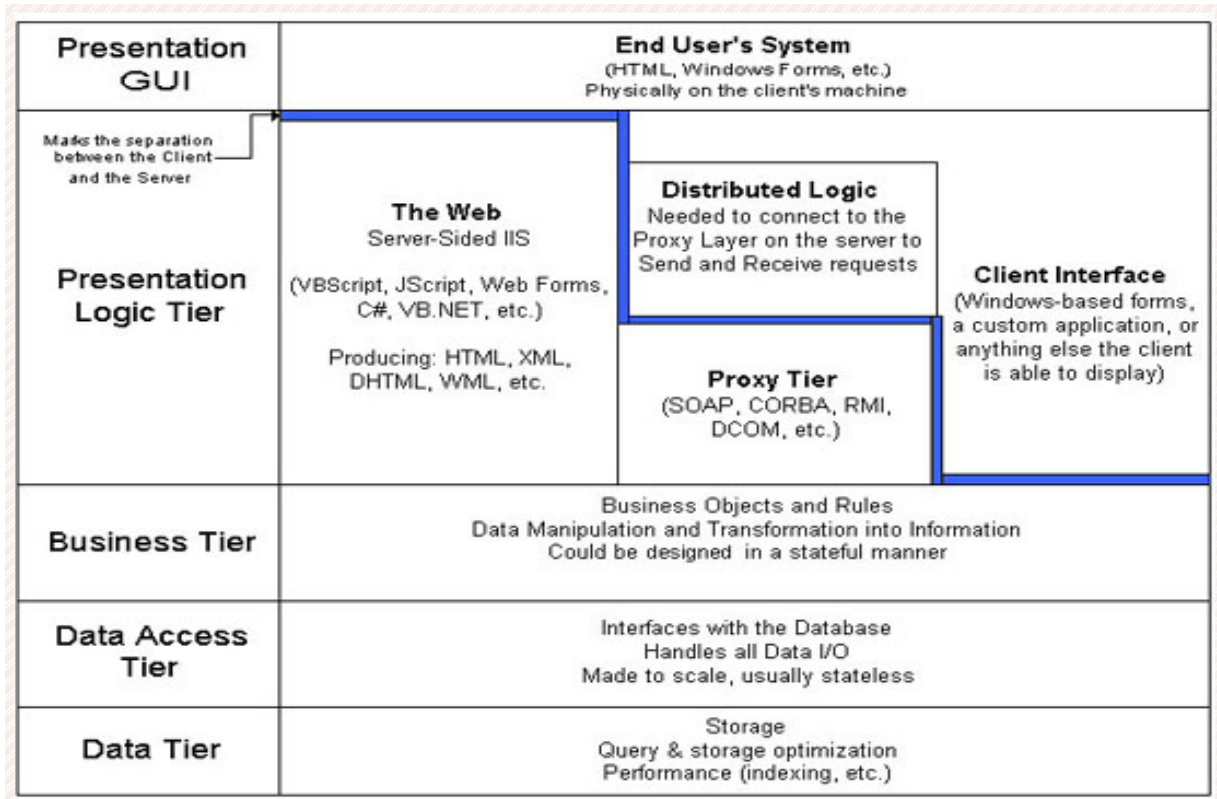 Presentation
GUI
End User's System
(HTML, Windows Forms, etc.)
Physically on the client's machine
Marks the separation
between the Client
and the Server
Presentation
Logic Tier
The Web
Server-Sided IIS
(VBScript, JScript, Web Forms,
C#, VB.NET, etc.)
Producing: HTML, XML,
DHTML, WML, etc.
Distributed Logic
Needed to connect to the
Proxy Layer on the server to
Send and Receive requests
Proxy Tier
(SOAP, CORBA, RMI,
DCOM, etc.)
Client Interface
(Windows-based forms,
a custom application, or
anything else the client
is able to display)
Business Tier
Business Objects and Rules
Data Manipulation and Transformation into Information
Could be designed in a stateful manner
Data Access
Tier
Interfaces with the Database
Handles all Data I/O
Made to scale, usually stateless
Data Tier
Storage
Query & storage optimization
Performance (indexing, etc.)